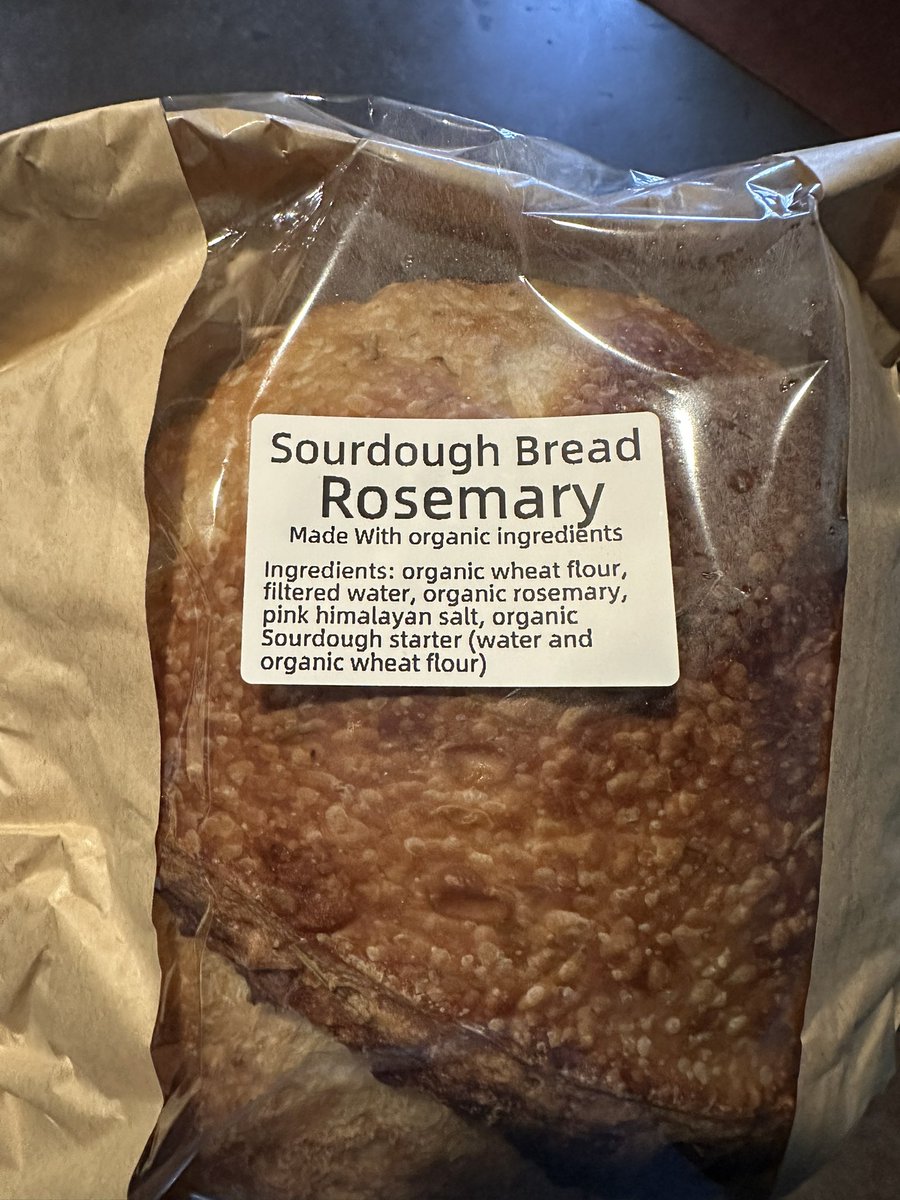 Sourdough Bread
Rosemary
Made With organic ingredients
Ingredients: organic wheat flour,
filtered water, organic rosemary,
pink himalayan salt, organic
Sourdough starter (water and
organic wheat flour)